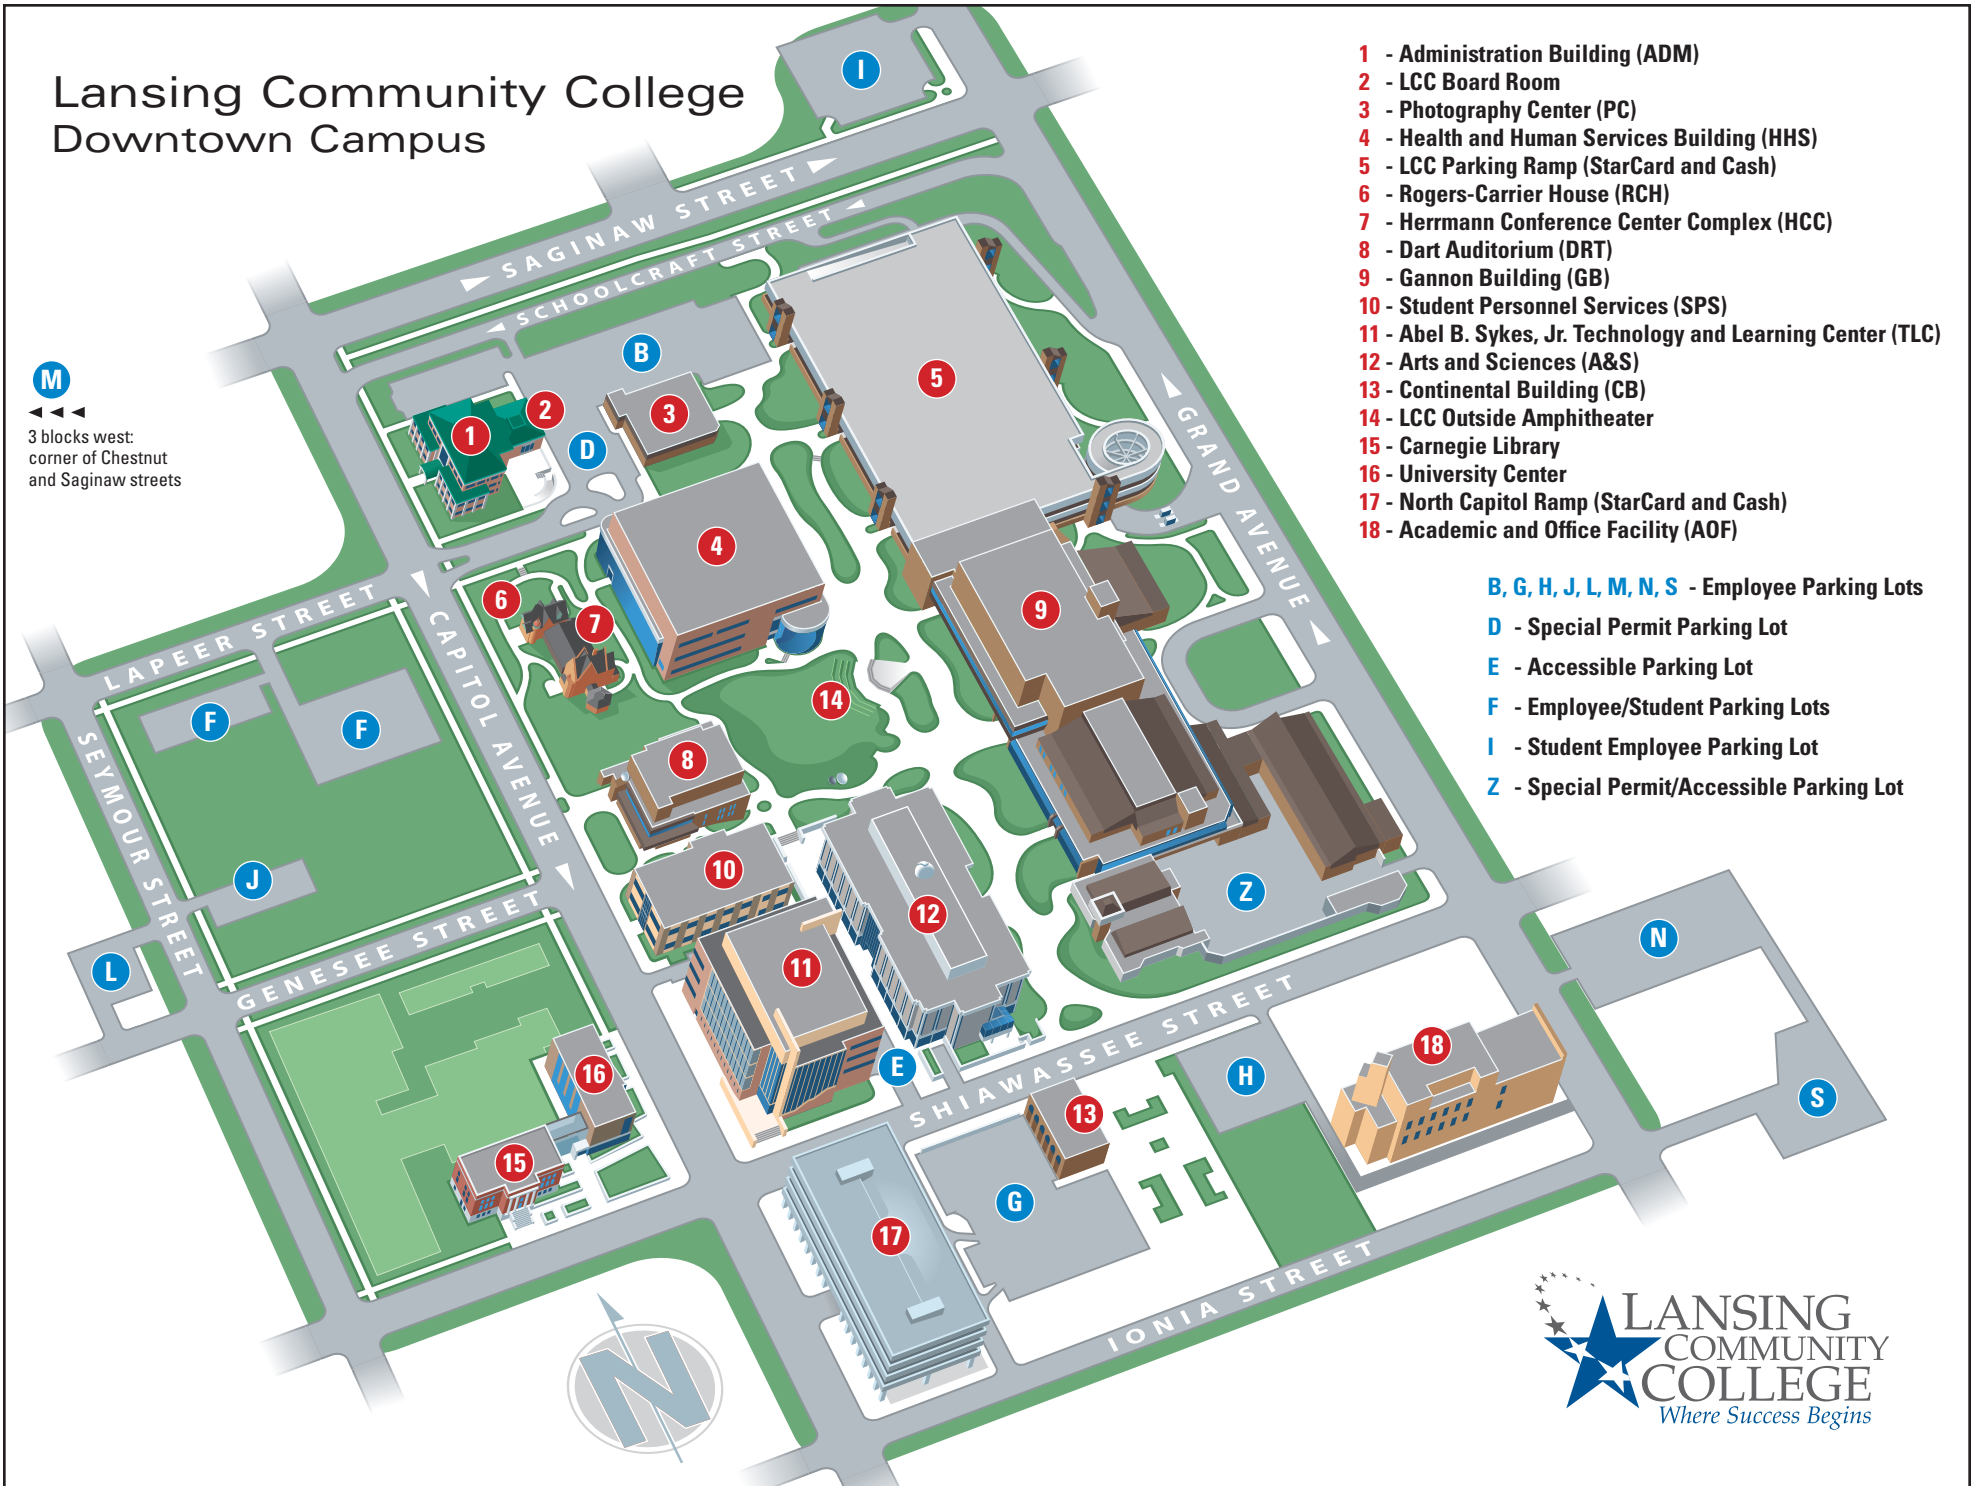 Lansing Community College
Downtown Campus
1 - Administration Building (ADM)
2 - LCC Board Room
3 - Photography Center (PC)
4 - Health and Human Services Building (HHS)
5 - LCC Parking Ramp (StarCard and Cash)
6 - Rogers-Carrier House (RCH)
7 - Herrmann Conference Center Complex (HCC)
8 - Dart Auditorium (DRT)
9 - Gannon Building (GB)
10 - Student Personnel Services (SPS)
11 - Abel B. Sykes, Jr. Technology and Learning Center (TLC)
12 - Arts and Sciences (A&S)
13 - Continental Building (CB)
14 - LCC Outside Amphitheater
15 - Carnegie Library
16 - University Center
17 - North Capitol Ramp (StarCard and Cash)
18 - Academic and Office Facility (AOF)
B, G, H, J, L, M, N, S - Employee Parking Lots
D - Special Permit Parking Lot
E - Accessible Parking Lot
F - Employee/Student Parking Lots
I - Student Employee Parking Lot
Z - Special Permit/Accessible Parking Lot
M
3 blocks west:
corner of Chestnut
and Saginaw streets
I
SAGINAW STREET
SCHOOLCRAFT STREET
B
5
3
2
1
D
GRAND AVENUE
4
6
7
9
LAPEER STREET
CAPITOL AVENUE
SEYMOUR STREET
F
F
14
8
10
J
12
Z
GENESEE STREET
N
L
11
SHIAWASSEE STREET
18
16
E
H
S
13
15
G
17
IONIA STREET
N
LANSING
COMMUNITY
COLLEGE
Where Success Begins